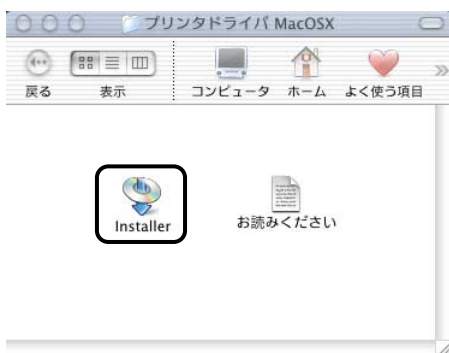 プリンタドライバ MacOSX
戻る 表示 コンピュータ ホーム よく使う項目
Installer お読みください